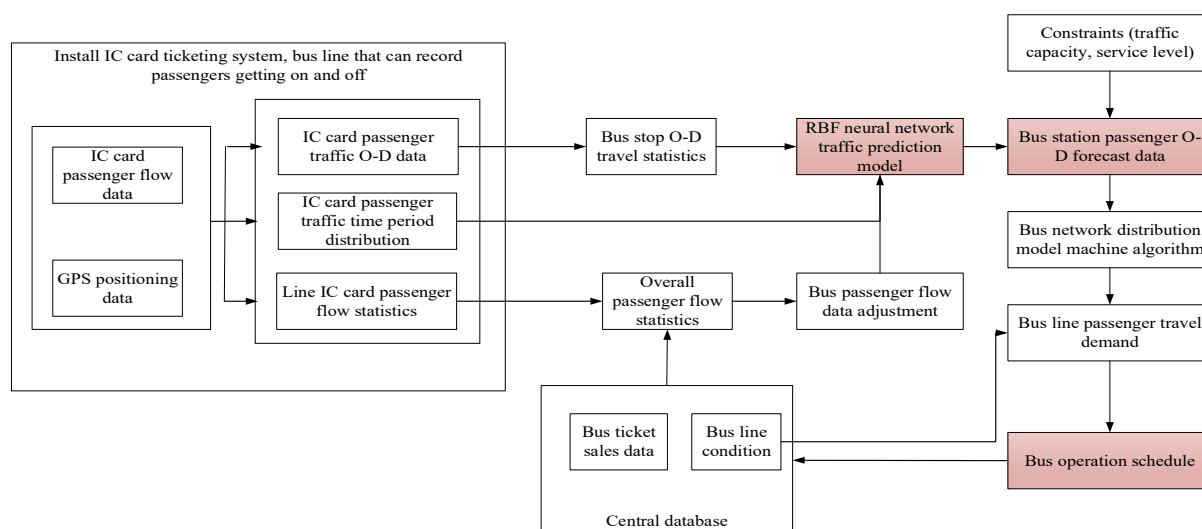 Install IC card ticketing system, bus line that can record
passengers getting on and off
IC card
passenger flow
data
GPS positioning
data
IC card passenger
traffic O-D data
IC card passenger
traffic time period
distribution
Line IC card passenger
flow statistics
Bus stop O-D
travel statistics
Overall
passenger flow
statistics
RBF neural network
traffic prediction
model
Bus passenger flow
data adjustment
Constraints (traffic
capacity, service level)
Bus station passenger O-
D forecast data
Bus network distribution
model machine algorithm
Bus line passenger travel
demand
Bus operation schedule
Bus ticket
sales data
Bus line
condition
Central database